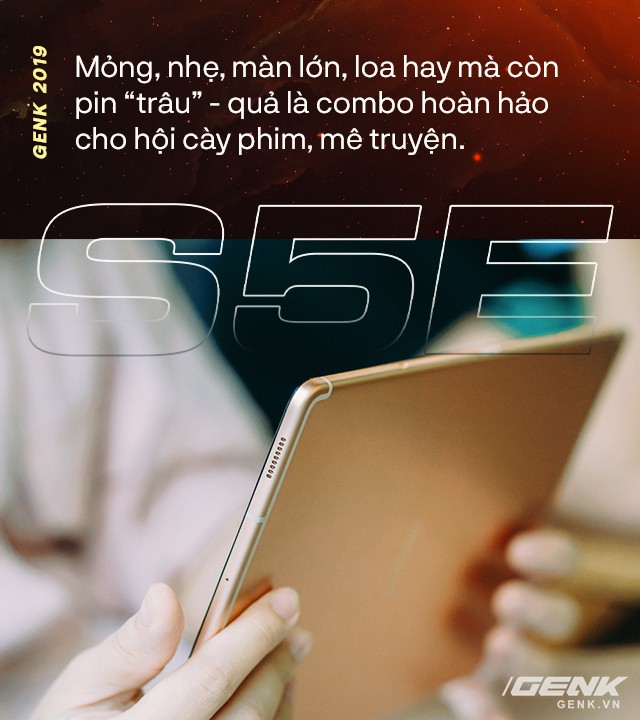 GENK 2019
Mỏng, nhẹ, màn lớn, loa hay mà còn
pin “trâu” - quả là combo hoàn hảo
cho hội cày phim, mê truyện.
S5E
/GENK
GENK.VN